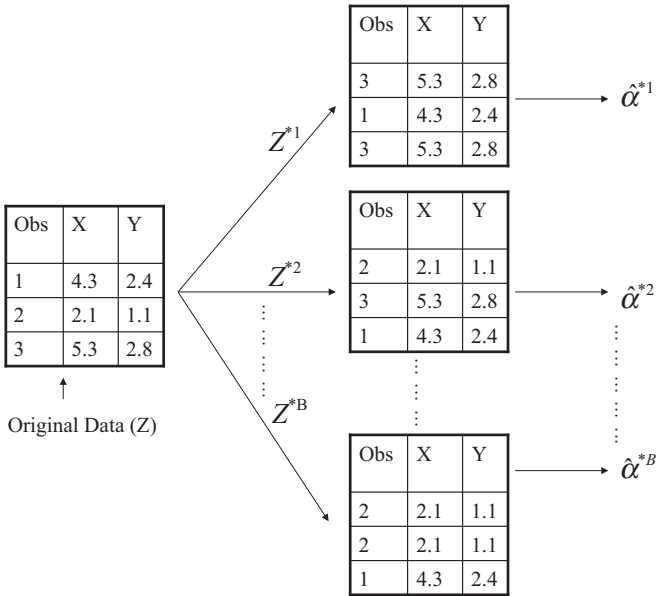 Obs X Y
3 5.3 2.8
1 4.3 2.4
3 5.3 2.8
α̂*1
Z*1
Obs X Y
1 4.3 2.4
2 2.1 1.1
3 5.3 2.8
Original Data (Z)
Z*2
Obs X Y
2 2.1 1.1
3 5.3 2.8
1 4.3 2.4
α̂*2
Z*B
Obs X Y
2 2.1 1.1
2 2.1 1.1
1 4.3 2.4
α̂*B